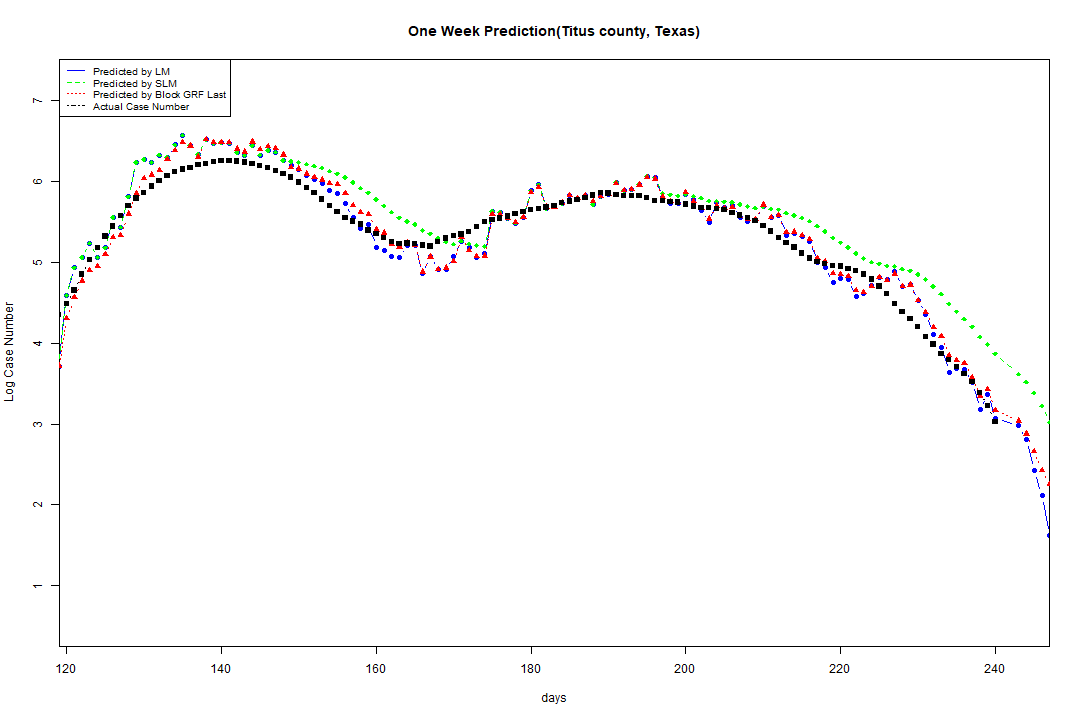 One Week Prediction(Titus county, Texas)
Predicted by LM
Predicted by SLM
Predicted by Block GRF Last
Actual Case Number
7
6
5
4
3
2
1
Log Case Number
120 140 160 180 200 220 240
days